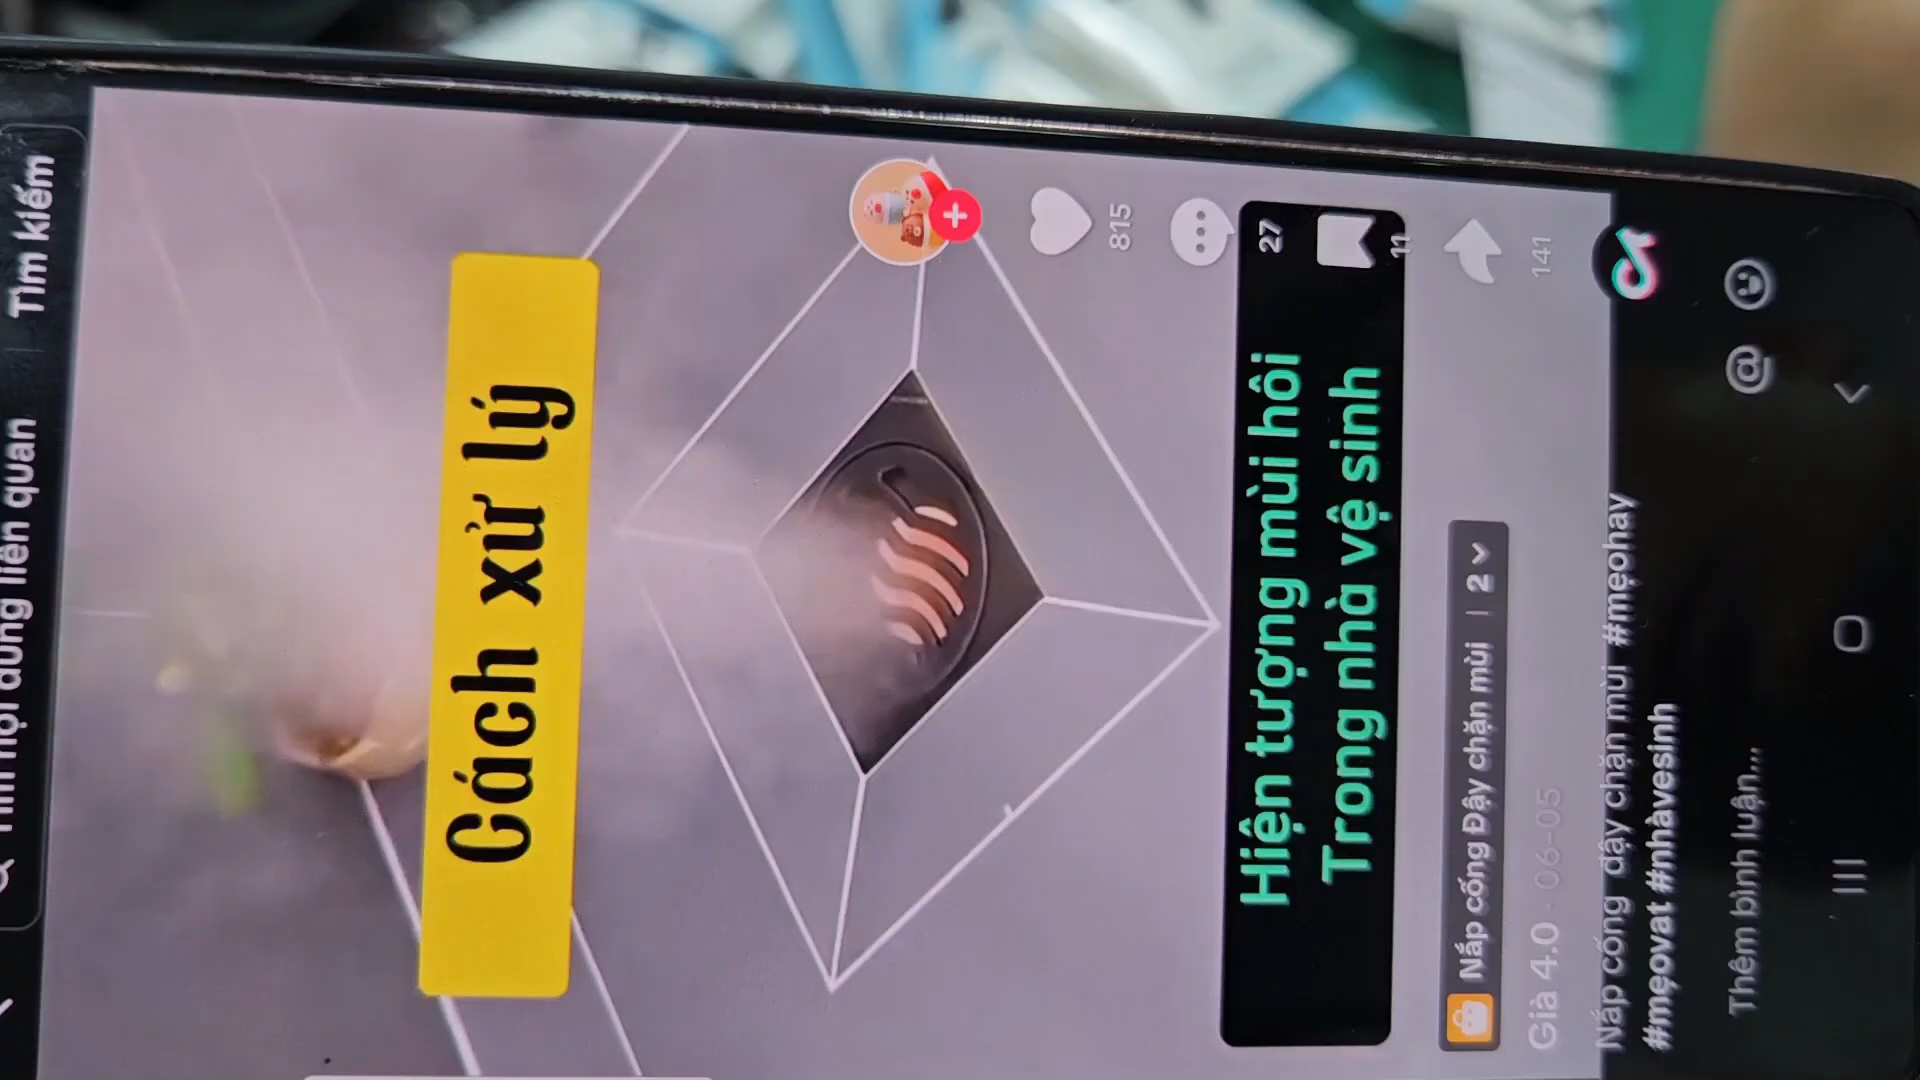 Tìm nội dung liên quan
Tìm kiếm
Cách xử lý
815
27
11
141
Hiện tượng mùi hôi
Trong nhà vệ sinh
Nắp cống Đậy chặn mùi | 2
Già 4.0 · 06-05
Nắp cống dậy chặn mùi #mẹohay
#mẹovat #nhàvesinh
Thêm bình luận...
@